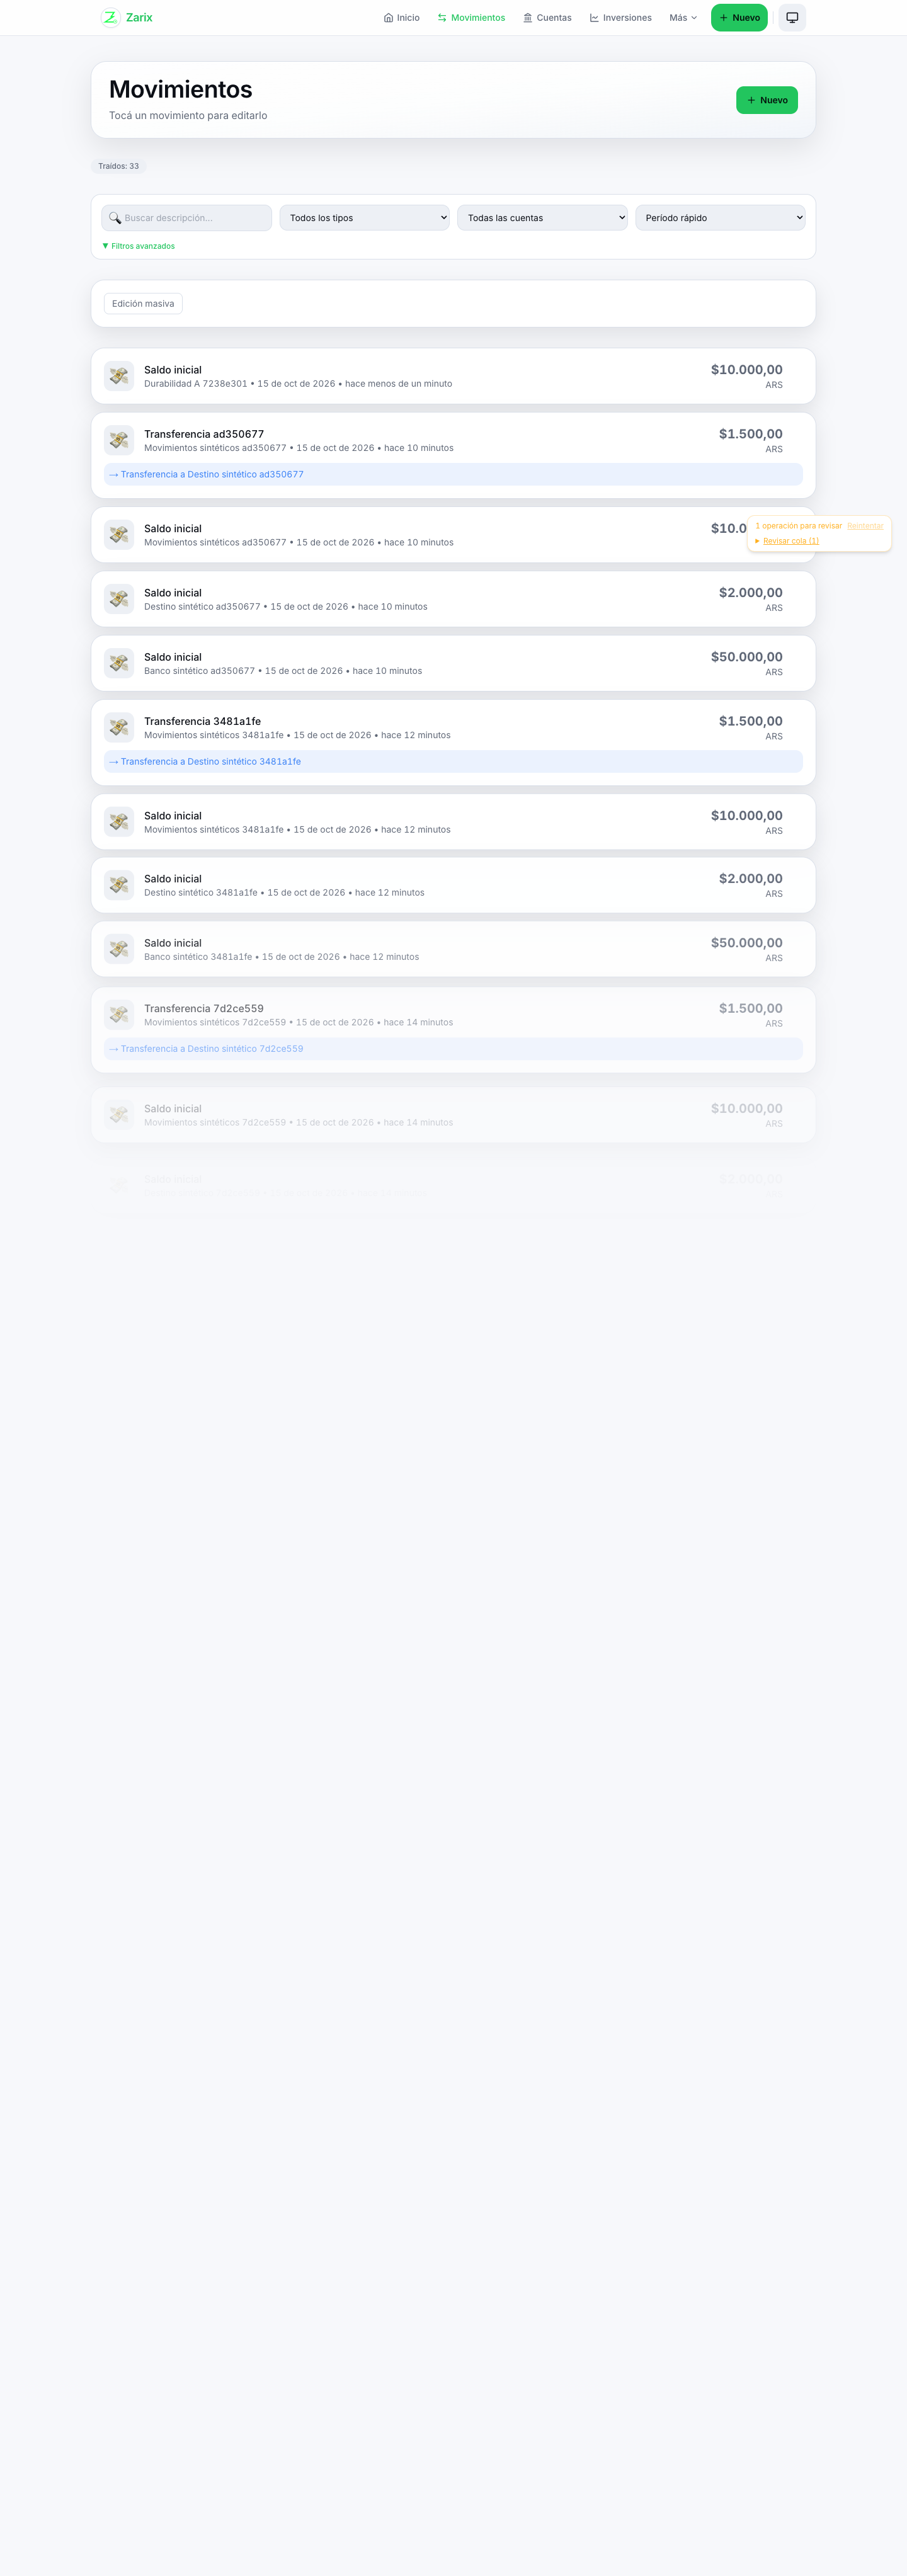 Zarix
Inicio
Movimientos
Cuentas
Inversiones
Más
+ Nuevo
Movimientos
Tocá un movimiento para editarlo
+ Nuevo
Traídos: 33
Buscar descripción...
Todos los tipos
Todas las cuentas
Período rápido
▼ Filtros avanzados
Edición masiva
Saldo inicial
Durabilidad A 7238e301 • 15 de oct de 2026 • hace menos de un minuto
$10.000,00
ARS
Transferencia ad350677
Movimientos sintéticos ad350677 • 15 de oct de 2026 • hace 10 minutos
$1.500,00
ARS
→ Transferencia a Destino sintético ad350677
Saldo inicial
Movimientos sintéticos ad350677 • 15 de oct de 2026 • hace 10 minutos
$10.0
1 operación para revisar Reintentar
▸ Revisar cola (1)
Saldo inicial
Destino sintético ad350677 • 15 de oct de 2026 • hace 10 minutos
$2.000,00
ARS
Saldo inicial
Banco sintético ad350677 • 15 de oct de 2026 • hace 10 minutos
$50.000,00
ARS
Transferencia 3481a1fe
Movimientos sintéticos 3481a1fe • 15 de oct de 2026 • hace 12 minutos
$1.500,00
ARS
→ Transferencia a Destino sintético 3481a1fe
Saldo inicial
Movimientos sintéticos 3481a1fe • 15 de oct de 2026 • hace 12 minutos
$10.000,00
ARS
Saldo inicial
Destino sintético 3481a1fe • 15 de oct de 2026 • hace 12 minutos
$2.000,00
ARS
Saldo inicial
Banco sintético 3481a1fe • 15 de oct de 2026 • hace 12 minutos
$50.000,00
ARS
Transferencia 7d2ce559
Movimientos sintéticos 7d2ce559 • 15 de oct de 2026 • hace 14 minutos
$1.500,00
ARS
→ Transferencia a Destino sintético 7d2ce559
Saldo inicial
Movimientos sintéticos 7d2ce559 • 15 de oct de 2026 • hace 14 minutos
$10.000,00
ARS
Saldo inicial
$2.000,00